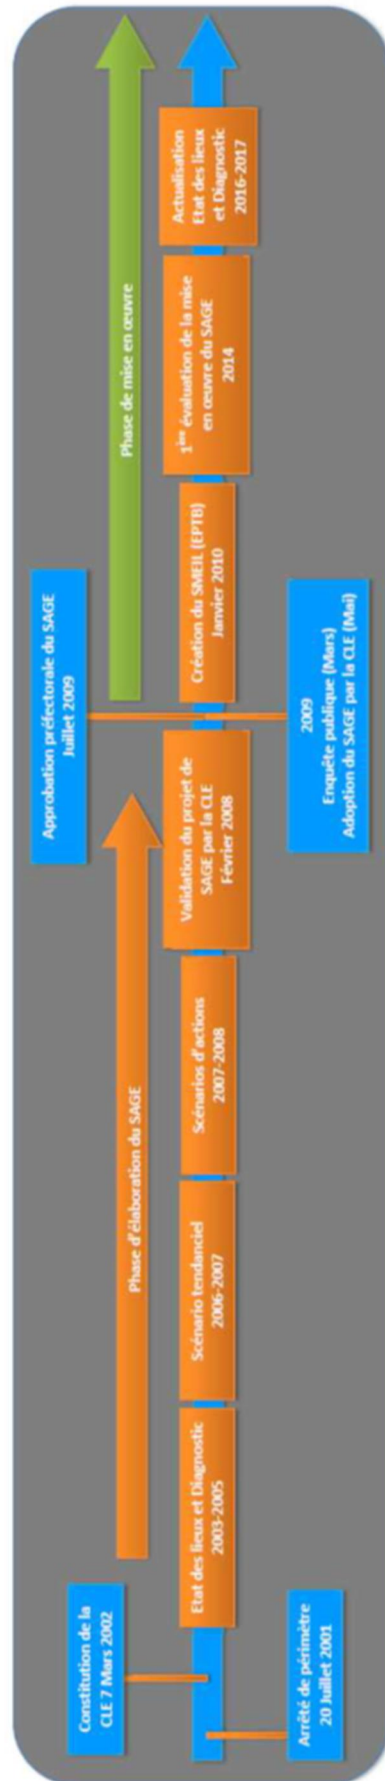 Constitution de la
CLE 7 Mars 2002
Arrêté de périmètre
20 Juillet 2001
Phase d'élaboration du SAGE
Etat des lieux et Diagnostic
2003-2005
Scénario tendanciel
2006-2007
Scénarios d'actions
2007-2008
Validation du projet de
SAGE par la CLE
Février 2008
Approbation préfectorale du SAGE
Juillet 2009
2009
Enquête publique (Mars)
Adoption du SAGE par la CLE (Mai)
Phase de mise en œuvre
Création du SMEIL (EPTB)
Janvier 2010
1ère évaluation de la mise
en œuvre du SAGE
2014
Actualisation
Etat des lieux
et Diagnostic
2016-2017